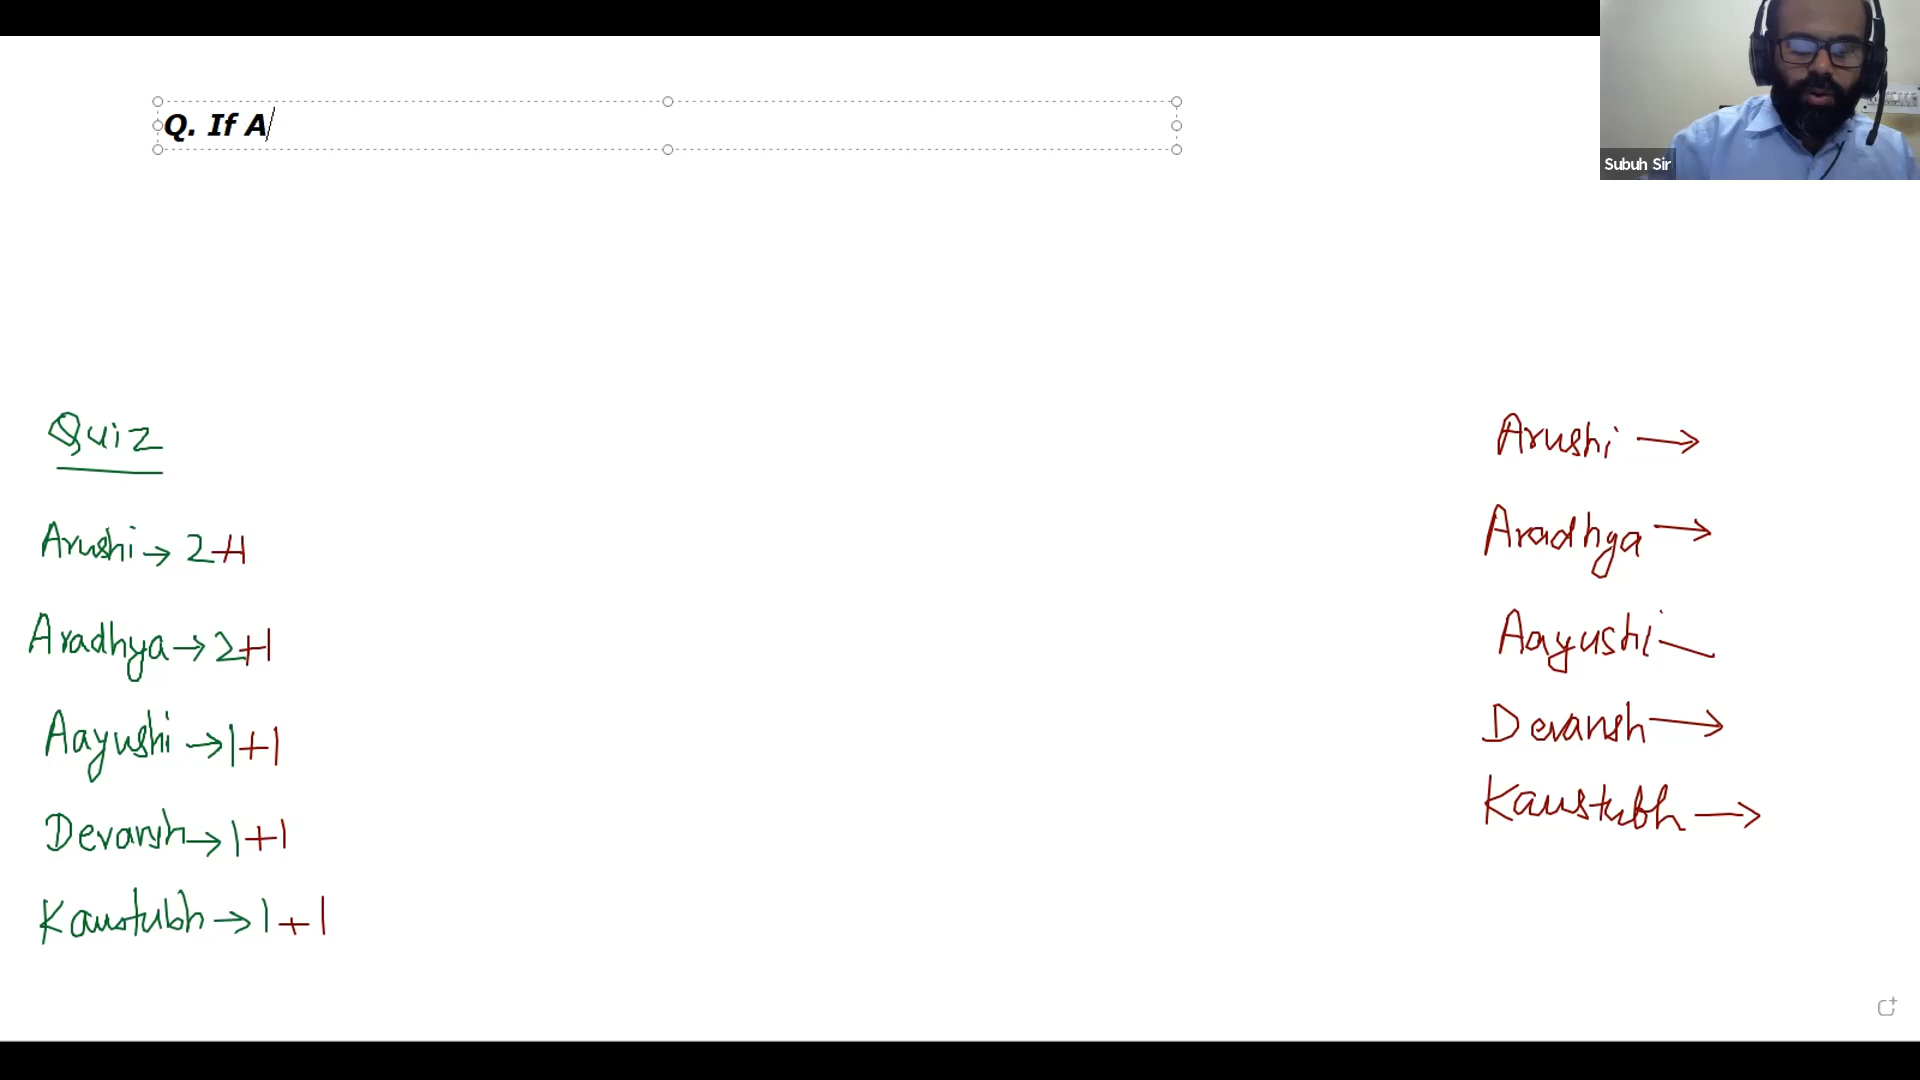 Q. If A
Subuh Sir
Quiz
Arushi → 2+1
Aradhya → 2+1
Aayushi → 1+1
Devansh → 1+1
Kaustubh → 1+1
Arushi →
Aradhya →
Aayushi —
Devansh →
Kaustubh →